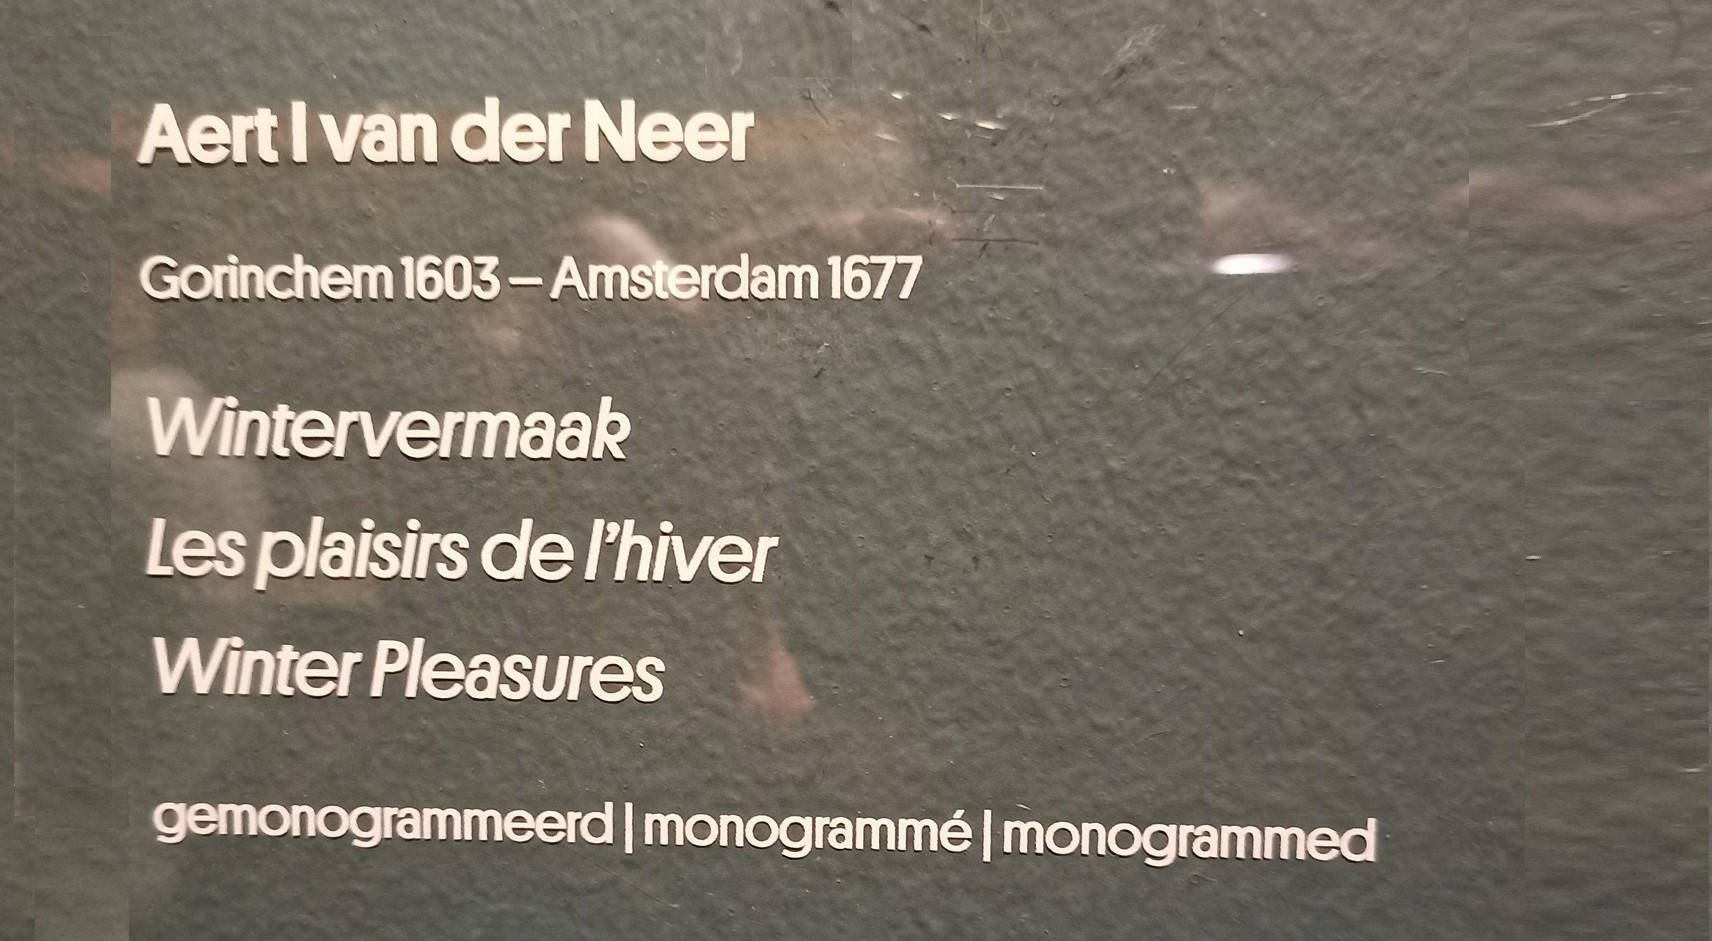 Aert I van der Neer
Gorinchem 1603 – Amsterdam 1677
Wintervermaak
Les plaisirs de l’hiver
Winter Pleasures
gemonogrammeerd | monogrammé | monogrammed